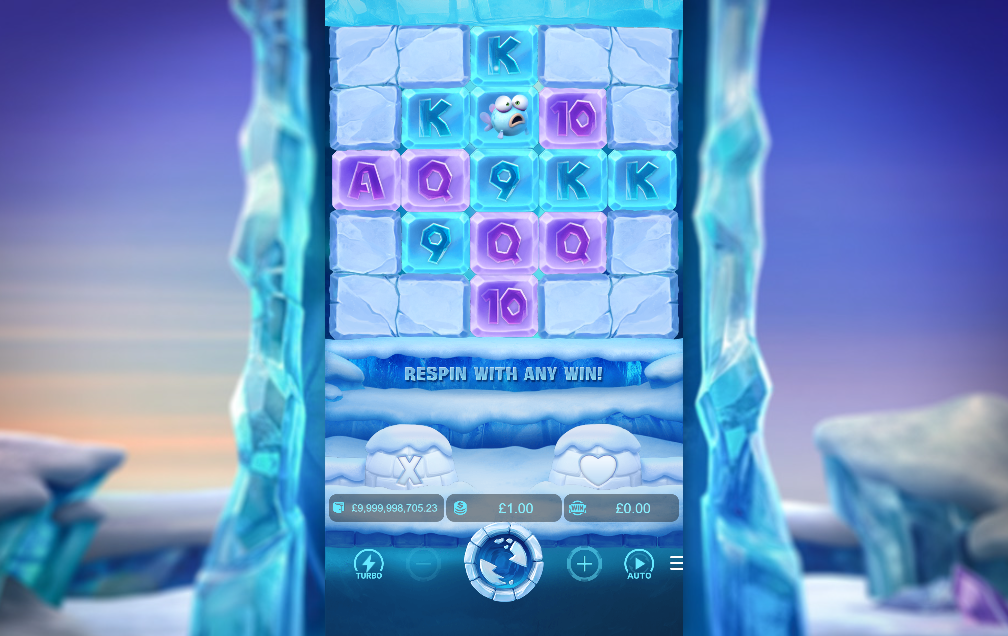 K
K 10
A Q 9 K K
9 Q Q
10
RESPIN WITH ANY WIN!
X
£9,999,998,705.23 £1.00 WIN £0.00
TURBO AUTO